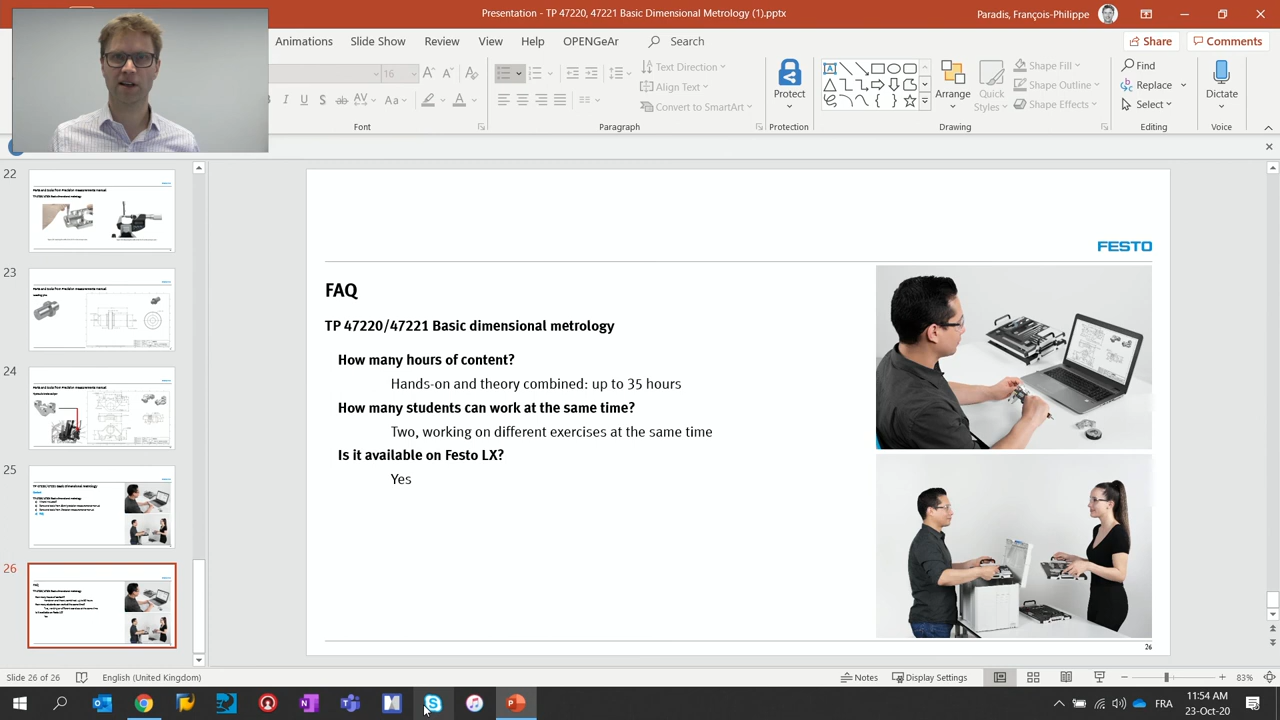 Presentation - TP 47220, 47221 Basic Dimensional Metrology (1).pptx
Paradis, François-Philippe
Animations
Slide Show
Review
View
Help
OPENGeAr
Search
Share
Comments
16
Text Direction
Align Text
Convert to SmartArt
Protect
Arrange
Quick
Styles
Shape Fill
Shape Outline
Shape Effects
Find
Replace
Select
Dictate
Font
Paragraph
Protection
Drawing
Editing
Voice
22
23
24
25
26
FESTO
FAQ
TP 47220/47221 Basic dimensional metrology
How many hours of content?
Hands-on and theory combined: up to 35 hours
How many students can work at the same time?
Two, working on different exercises at the same time
Is it available on Festo LX?
Yes
26
Slide 26 of 26
English (United Kingdom)
Notes
Display Settings
83%
FRA
11:54 AM
23-Oct-20